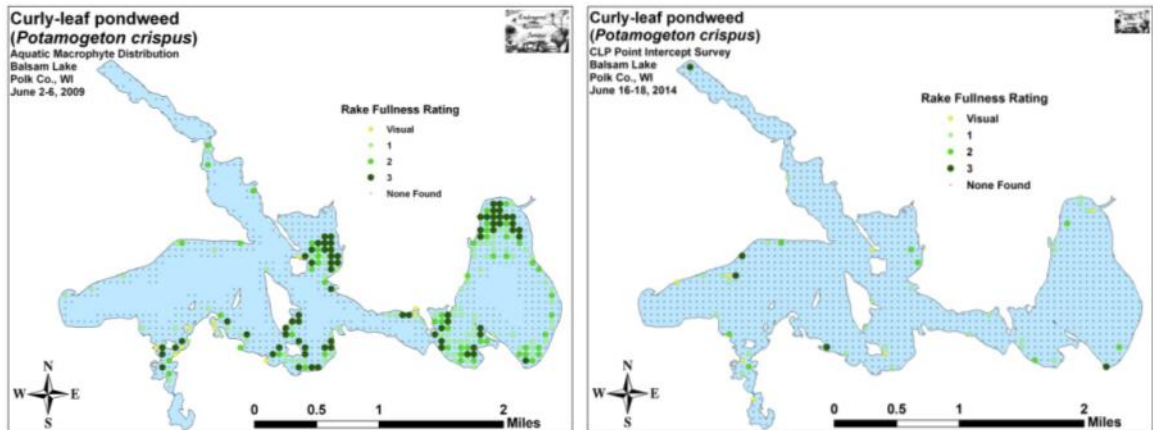 Curly-leaf pondweed
(Potamogeton crispus)
Aquatic Macrophyte Distribution
Balsam Lake
Polk Co., WI
June 2-6, 2009
Rake Fullness Rating
Visual
1
2
3
None Found
N
W E
S
0 0.5 1 2
Miles
Curly-leaf pondweed
(Potamogeton crispus)
CLP Point Intercept Survey
Balsam Lake
Polk Co., WI
June 16-18, 2014
Rake Fullness Rating
Visual
1
2
3
None Found
N
W E
S
0 0.5 1 2
Miles